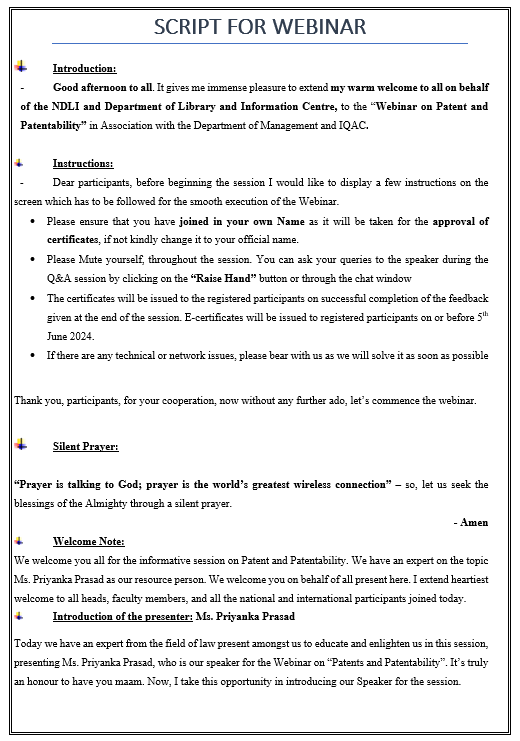 SCRIPT FOR WEBINAR
Introduction:
- Good afternoon to all. It gives me immense pleasure to extend my warm welcome to all on behalf
of the NDLI and Department of Library and Information Centre, to the “Webinar on Patent and
Patentability” in Association with the Department of Management and IQAC.
Instructions:
- Dear participants, before beginning the session I would like to display a few instructions on the
screen which has to be followed for the smooth execution of the Webinar.
• Please ensure that you have joined in your own Name as it will be taken for the approval of
certificates, if not kindly change it to your official name.
• Please Mute yourself, throughout the session. You can ask your queries to the speaker during the
Q&A session by clicking on the “Raise Hand” button or through the chat window
• The certificates will be issued to the registered participants on successful completion of the feedback
given at the end of the session. E-certificates will be issued to registered participants on or before 5th
June 2024.
• If there are any technical or network issues, please bear with us as we will solve it as soon as possible
Thank you, participants, for your cooperation, now without any further ado, let’s commence the webinar.
Silent Prayer:
“Prayer is talking to God; prayer is the world’s greatest wireless connection” – so, let us seek the
blessings of the Almighty through a silent prayer.
- Amen
Welcome Note:
We welcome you all for the informative session on Patent and Patentability. We have an expert on the topic
Ms. Priyanka Prasad as our resource person. We welcome you on behalf of all present here. I extend heartiest
welcome to all heads, faculty members, and all the national and international participants joined today.
Introduction of the presenter: Ms. Priyanka Prasad
Today we have an expert from the field of law present amongst us to educate and enlighten us in this session,
presenting Ms. Priyanka Prasad, who is our speaker for the Webinar on “Patents and Patentability”. It’s truly
an honour to have you maam. Now, I take this opportunity in introducing our Speaker for the session.